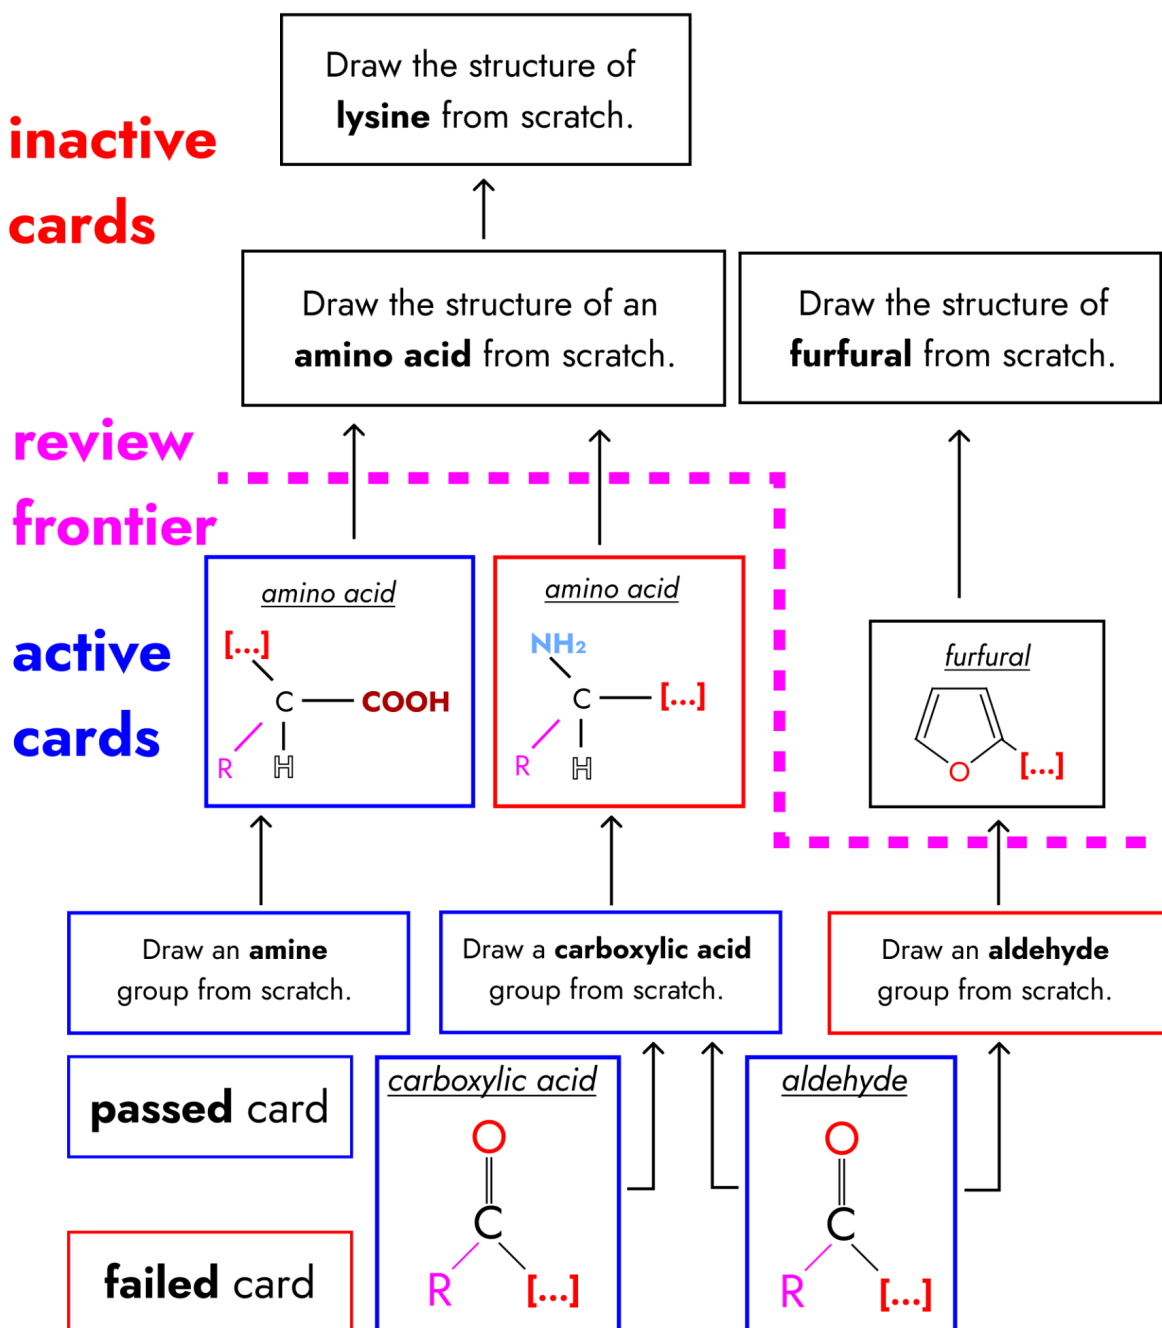 Draw the structure of
lysine from scratch.
inactive
cards
Draw the structure of an
amino acid from scratch.
Draw the structure of
furfural from scratch.
review
frontier
active
cards
amino acid
[...]
C
COOH
R
H
amino acid
NH₂
C
[...]
R
H
furfural
O
[...]
Draw an amine
group from scratch.
Draw a carboxylic acid
group from scratch.
Draw an aldehyde
group from scratch.
passed card
failed card
carboxylic acid
O
C
R
[...]
aldehyde
O
C
R
[...]